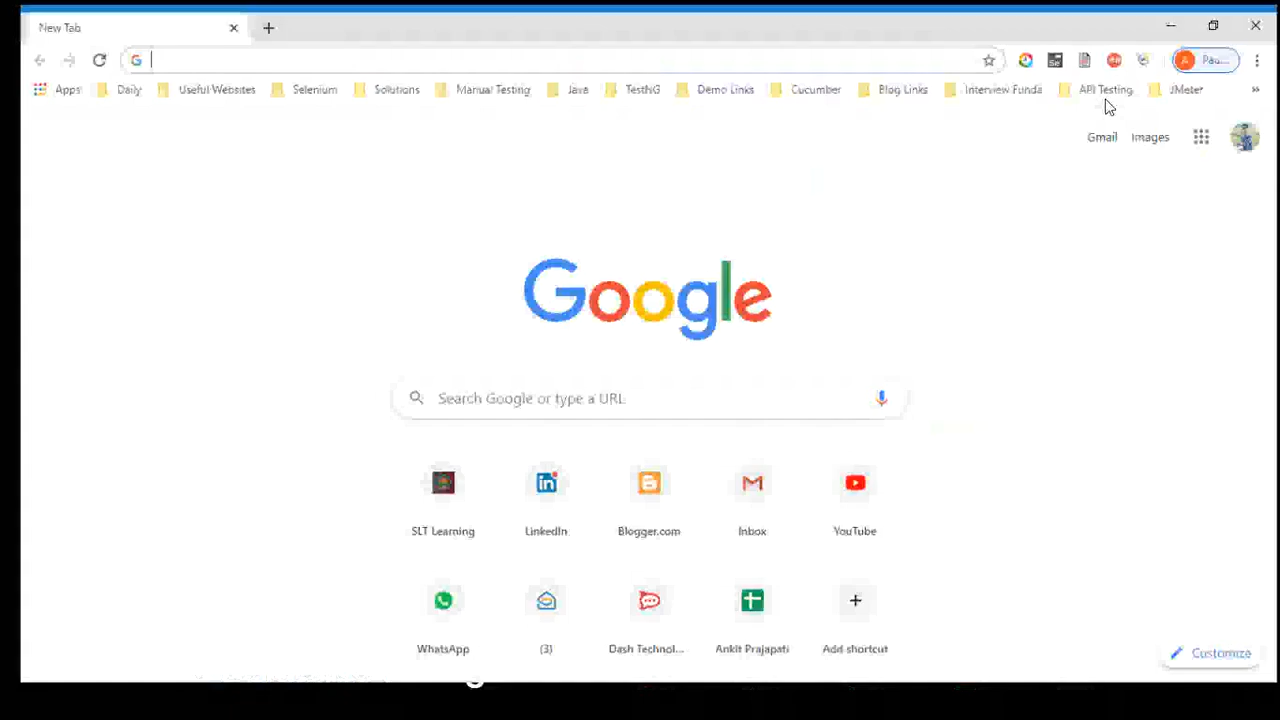 New Tab
A Pau...
Apps Daily Useful Websites Selenium Solutions Manual Testing Java TestNG Demo Links Cucumber Blog Links Interview Funda API Testing JMeter »
Gmail Images
Google
Search Google or type a URL
SLT Learning LinkedIn Blogger.com Inbox YouTube
WhatsApp (3) Dash Technol... Ankit Prajapati Add shortcut
Customize